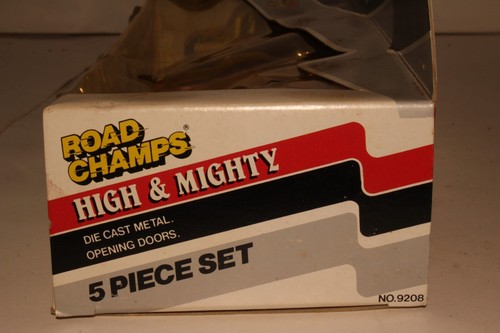 ROAD
CHAMPS®
HIGH & MIGHTY
DIE CAST METAL.
OPENING DOORS.
5 PIECE SET
NO.9208